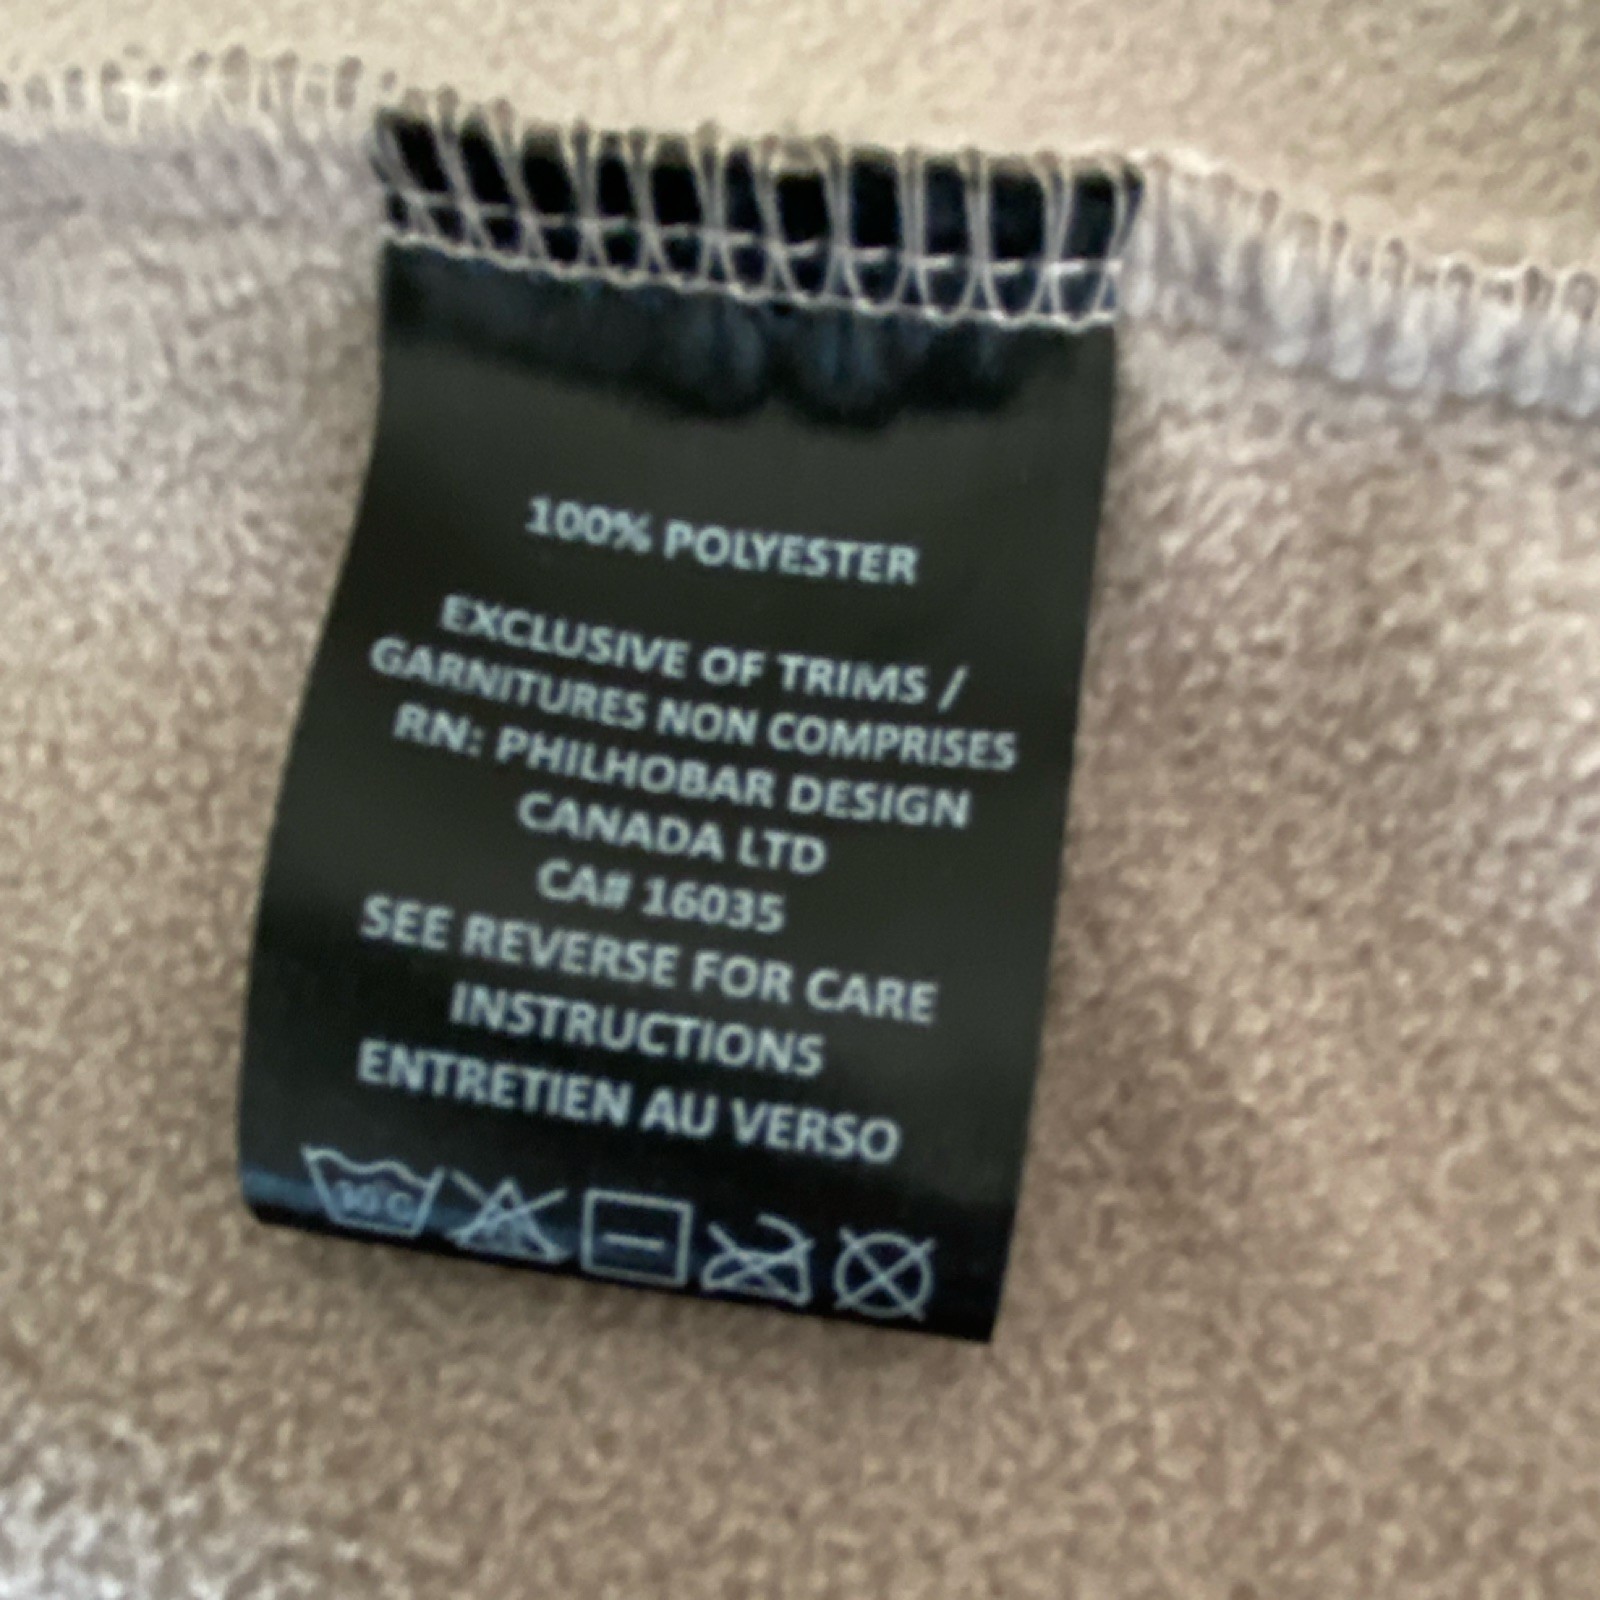 100% POLYESTER
EXCLUSIVE OF TRIMS /
GARNITURES NON COMPRISES
RN: PHILHOBAR DESIGN
CANADA LTD
CA# 16035
SEE REVERSE FOR CARE
INSTRUCTIONS
ENTRETIEN AU VERSO
30 C